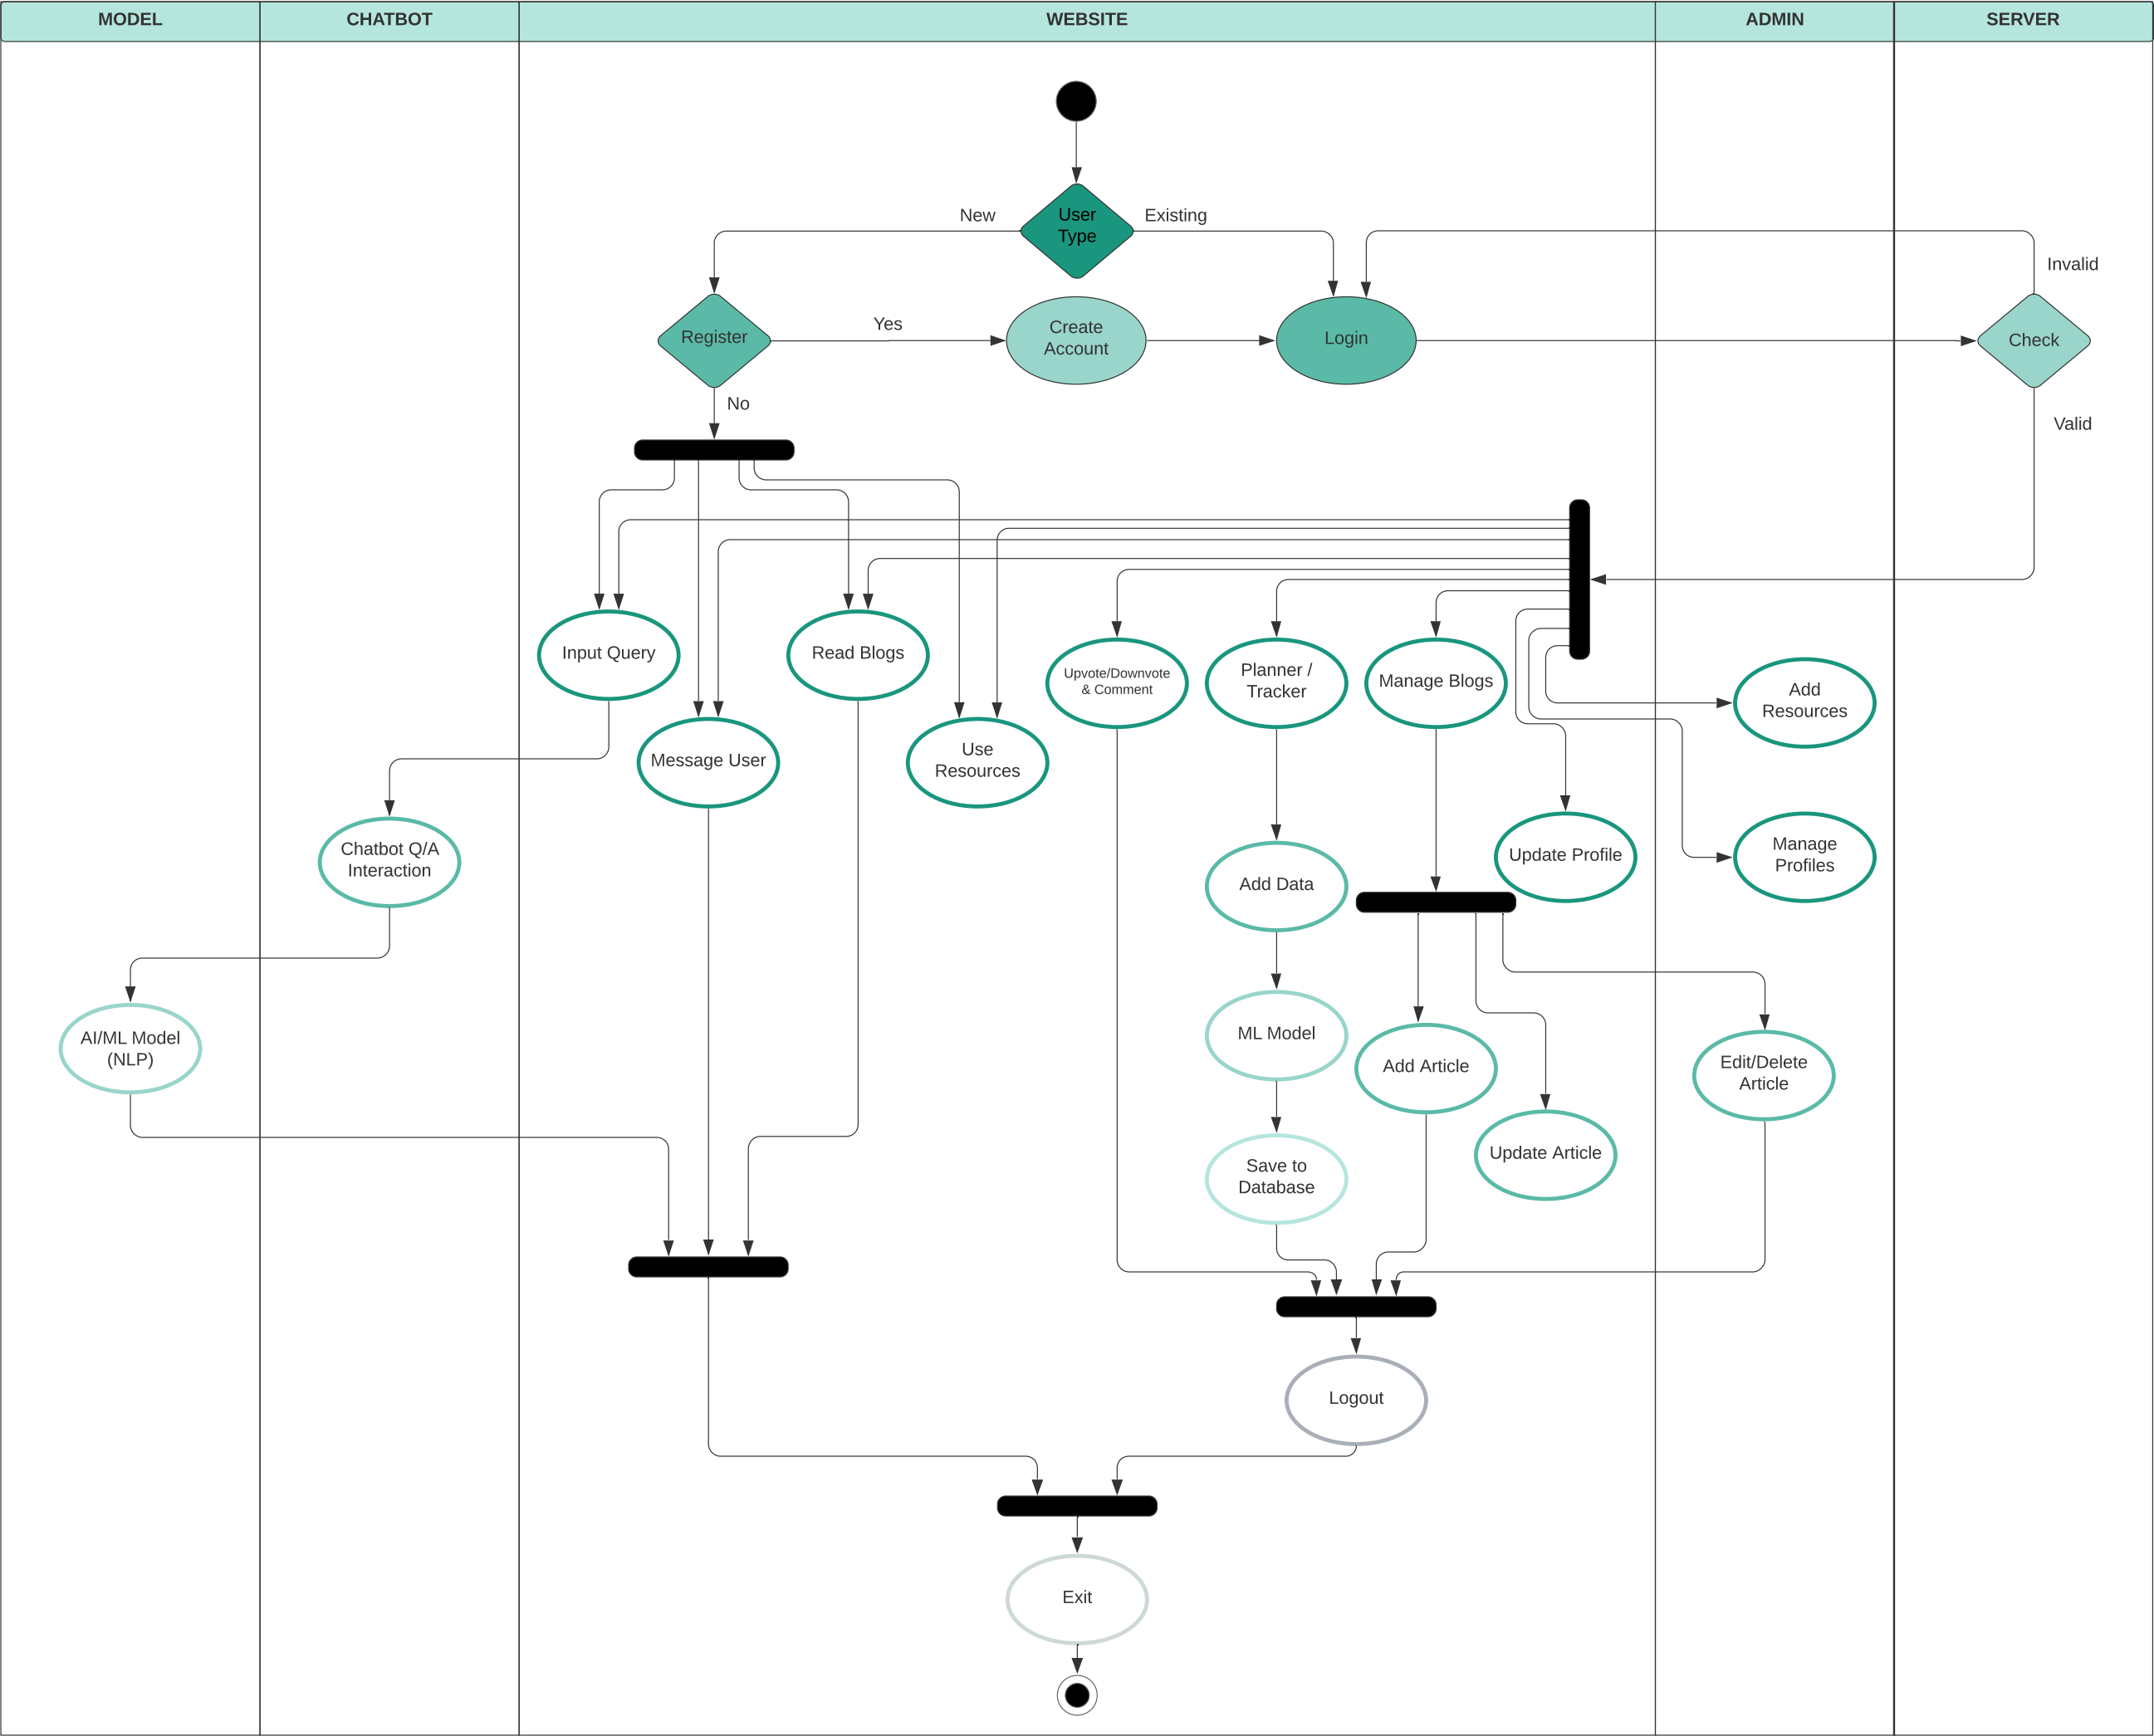 MODEL
CHATBOT
WEBSITE
ADMIN
SERVER
User
Type
New
Existing
Invalid
Register
Yes
Create
Account
Login
Check
No
Valid
Input Query
Read Blogs
Message User
Use
Resources
Upvote/Downvote
& Comment
Planner /
Tracker
Manage Blogs
Add
Resources
Chatbot Q/A
Interaction
Add Data
Update Profile
Manage
Profiles
AI/ML Model
(NLP)
ML Model
Add Article
Edit/Delete
Article
Save to
Database
Update Article
Logout
Exit